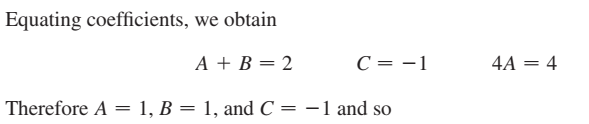 Equating coefficients, we obtain
A + B = 2 C = −1 4A = 4
Therefore A = 1, B = 1, and C = −1 and so